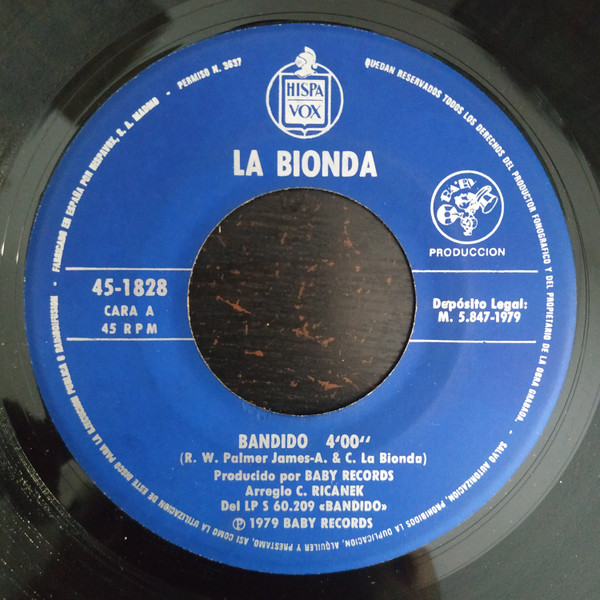 HISPA
VOX
LA BIONDA
BABY
PRODUCCION
45-1828
CARA A
45 RPM
Depósito Legal:
M. 5.847-1979
BANDIDO 4'00"
(R. W. Palmer James-A. & C. La Bionda)
Producido por BABY RECORDS
Arreglo C. RICANEK
Del LP S 60.209 «BANDIDO»
Ⓟ 1979 BABY RECORDS
FABRICADO EN ESPAÑA POR HISPAVOX, S. A. MADRID - PERMISO N. 3637
QUEDAN RESERVADOS TODOS LOS DERECHOS DEL PRODUCTOR FONOGRAFICO Y DEL PROPIETARIO DE LA OBRA GRABADA. - SALVO AUTORIZACION, PROHIBIDOS LA DUPLICACION, ALQUILER Y PRESTAMO, ASI COMO LA UTILIZACION DE ESTE DISCO PARA LA EJECUCION PUBLICA O RADIODIFUSION -